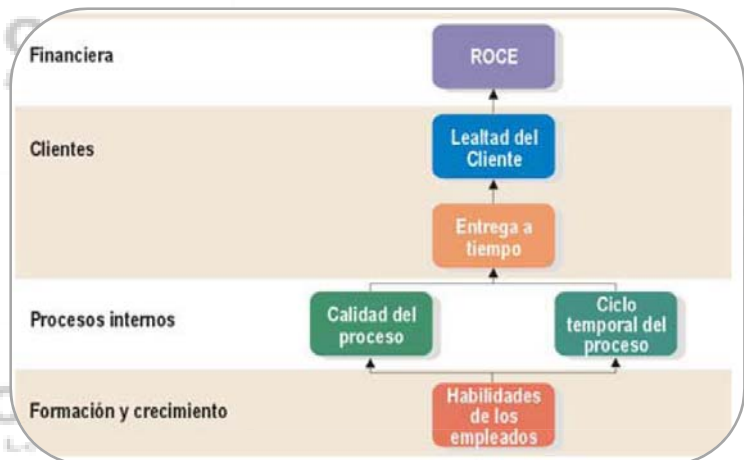 Financiera
ROCE
Clientes
Lealtad del
Cliente
Entrega a
tiempo
Procesos internos
Calidad del
proceso
Ciclo
temporal del
proceso
Formación y crecimiento
Habilidades
de los
empleados